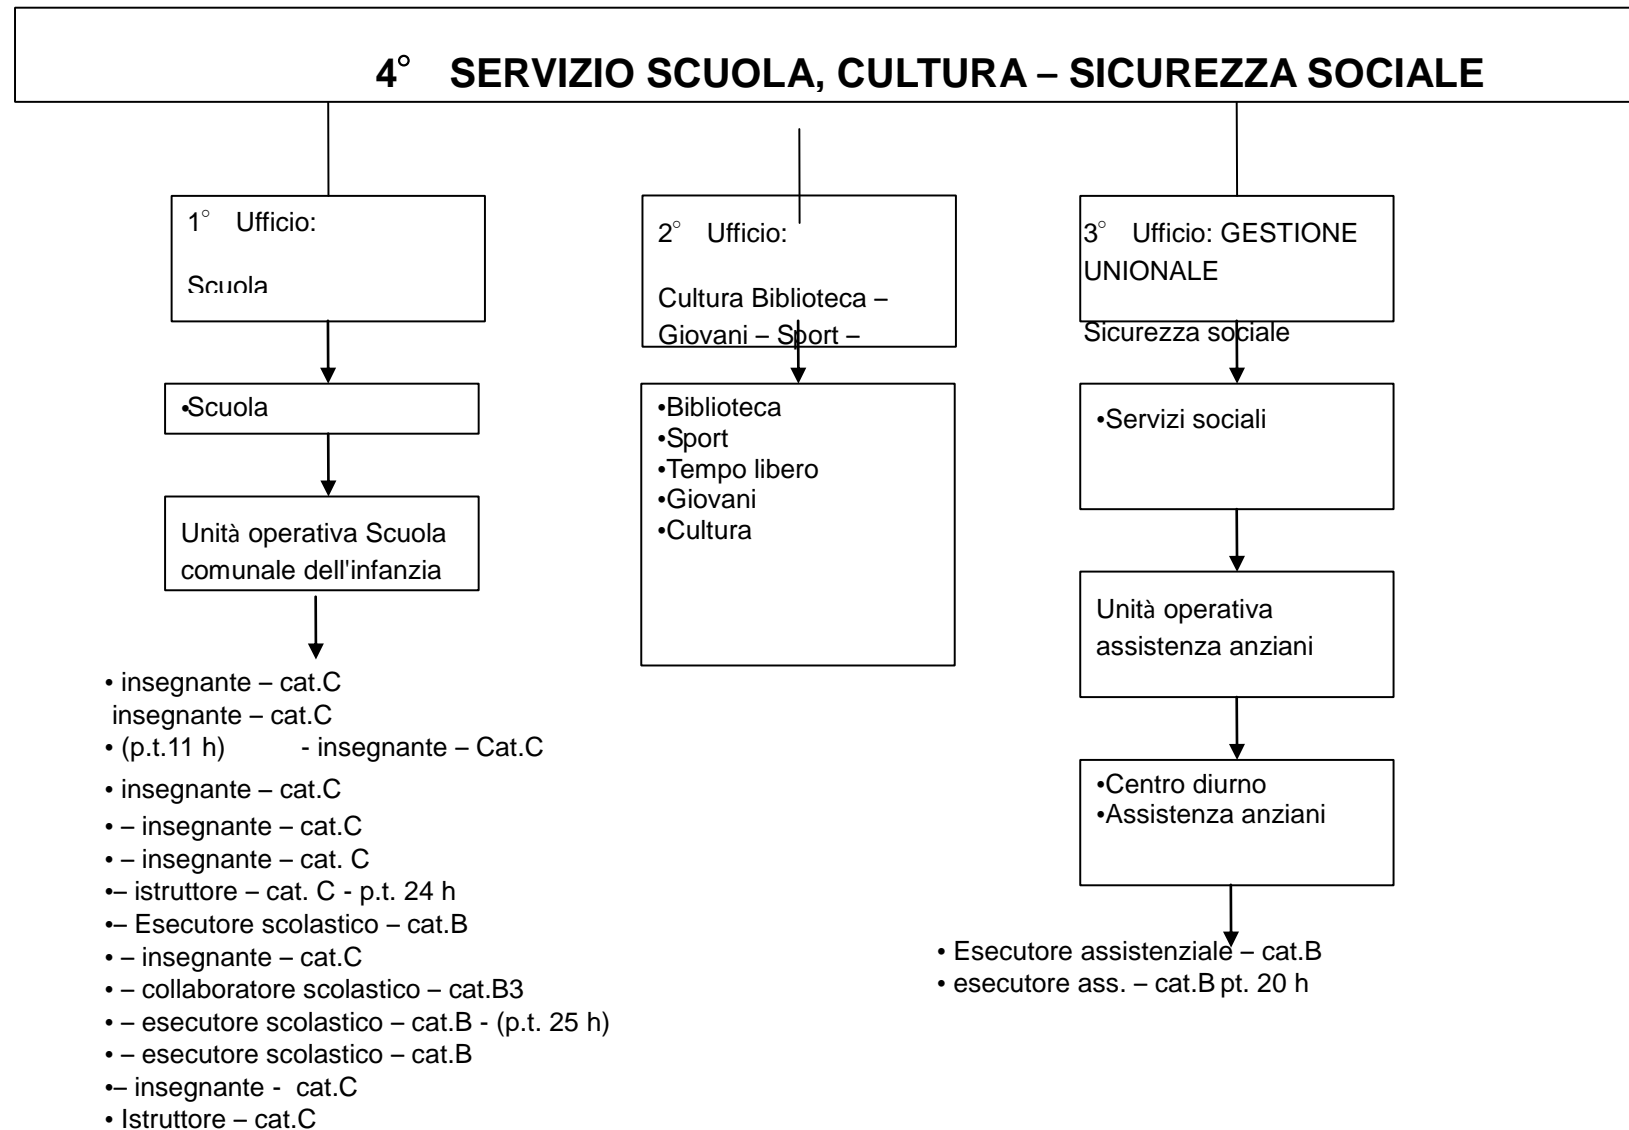 4° SERVIZIO SCUOLA, CULTURA – SICUREZZA SOCIALE
1° Ufficio:
Scuola
•Scuola
Unità operativa Scuola
comunale dell'infanzia
• insegnante – cat.C
insegnante – cat.C
• (p.t.11 h) - insegnante – Cat.C
• insegnante – cat.C
• – insegnante – cat.C
• – insegnante – cat. C
•– istruttore – cat. C - p.t. 24 h
•– Esecutore scolastico – cat.B
• – insegnante – cat.C
• – collaboratore scolastico – cat.B3
• – esecutore scolastico – cat.B - (p.t. 25 h)
• – esecutore scolastico – cat.B
•– insegnante - cat.C
• Istruttore – cat.C
2° Ufficio:
Cultura Biblioteca –
Giovani – Sport –
•Biblioteca
•Sport
•Tempo libero
•Giovani
•Cultura
3° Ufficio: GESTIONE
UNIONALE
Sicurezza sociale
•Servizi sociali
Unità operativa
assistenza anziani
•Centro diurno
•Assistenza anziani
• Esecutore assistenziale – cat.B
• esecutore ass. – cat.B pt. 20 h